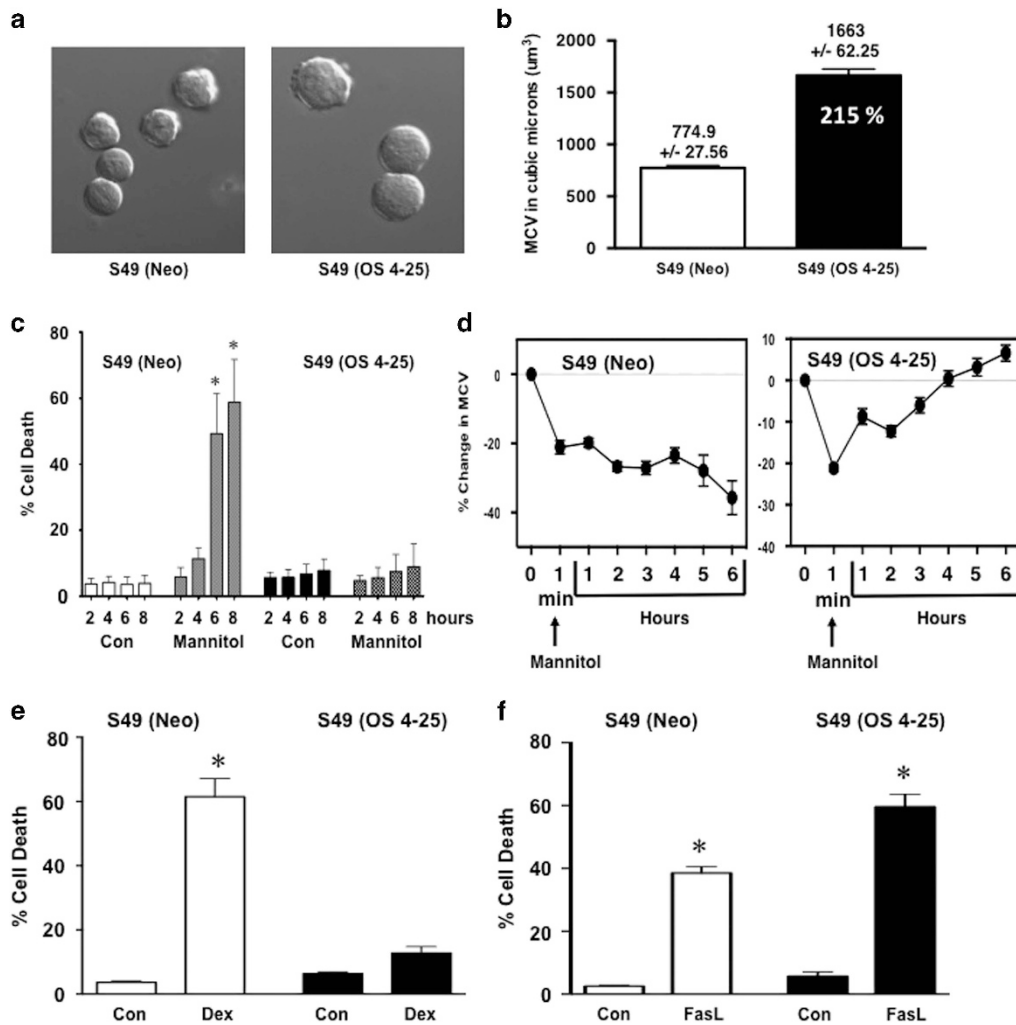 a
S49 (Neo)
S49 (OS 4-25)
b
MCV in cubic microns (um³)
2000
1500
1000
500
0
774.9
+/- 27.56
1663
+/- 62.25
215 %
S49 (Neo)
S49 (OS 4-25)
c
% Cell Death
80
60
40
20
0
S49 (Neo)
S49 (OS 4-25)
* *
2 4 6 8 2 4 6 8 2 4 6 8 2 4 6 8 hours
Con Mannitol Con Mannitol
d
% Change in MCV
S49 (Neo)
0
-20
-40
0 1 1 2 3 4 5 6
min
Hours
Mannitol
S49 (OS 4-25)
10
0
-10
-20
-30
-40
0 1 1 2 3 4 5 6
min
Hours
Mannitol
e
S49 (Neo) S49 (OS 4-25)
% Cell Death
80
60
40
20
0
*
Con Dex Con Dex
f
S49 (Neo) S49 (OS 4-25)
% Cell Death
80
60
40
20
0
* *
Con FasL Con FasL